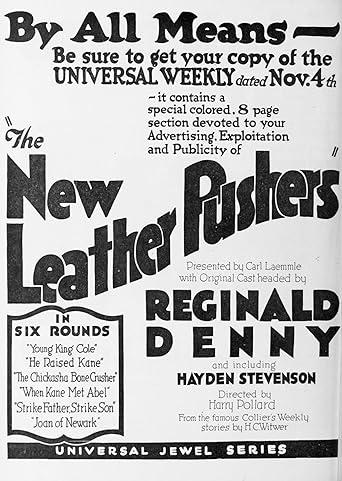 By All Means—
Be sure to get your copy of the
UNIVERSAL WEEKLY dated Nov. 4th
~it contains a
special colored, 8 page
section devoted to your
Advertising, Exploitation
and Publicity of
"The
New
Leather Pushers"
Presented by Carl Laemmle
with Original Cast headed by
REGINALD
DENNY
and including
HAYDEN STEVENSON
Directed by
Harry Pollard
From the famous Collier's Weekly
stories by H.C.Witwer
IN
SIX ROUNDS
"Young King Cole"
"He Raised Kane"
"The Chickasha Bone Crusher"
"When Kane Met Abel"
"Strike Father, Strike Son"
"Joan of Newark"
UNIVERSAL JEWEL SERIES